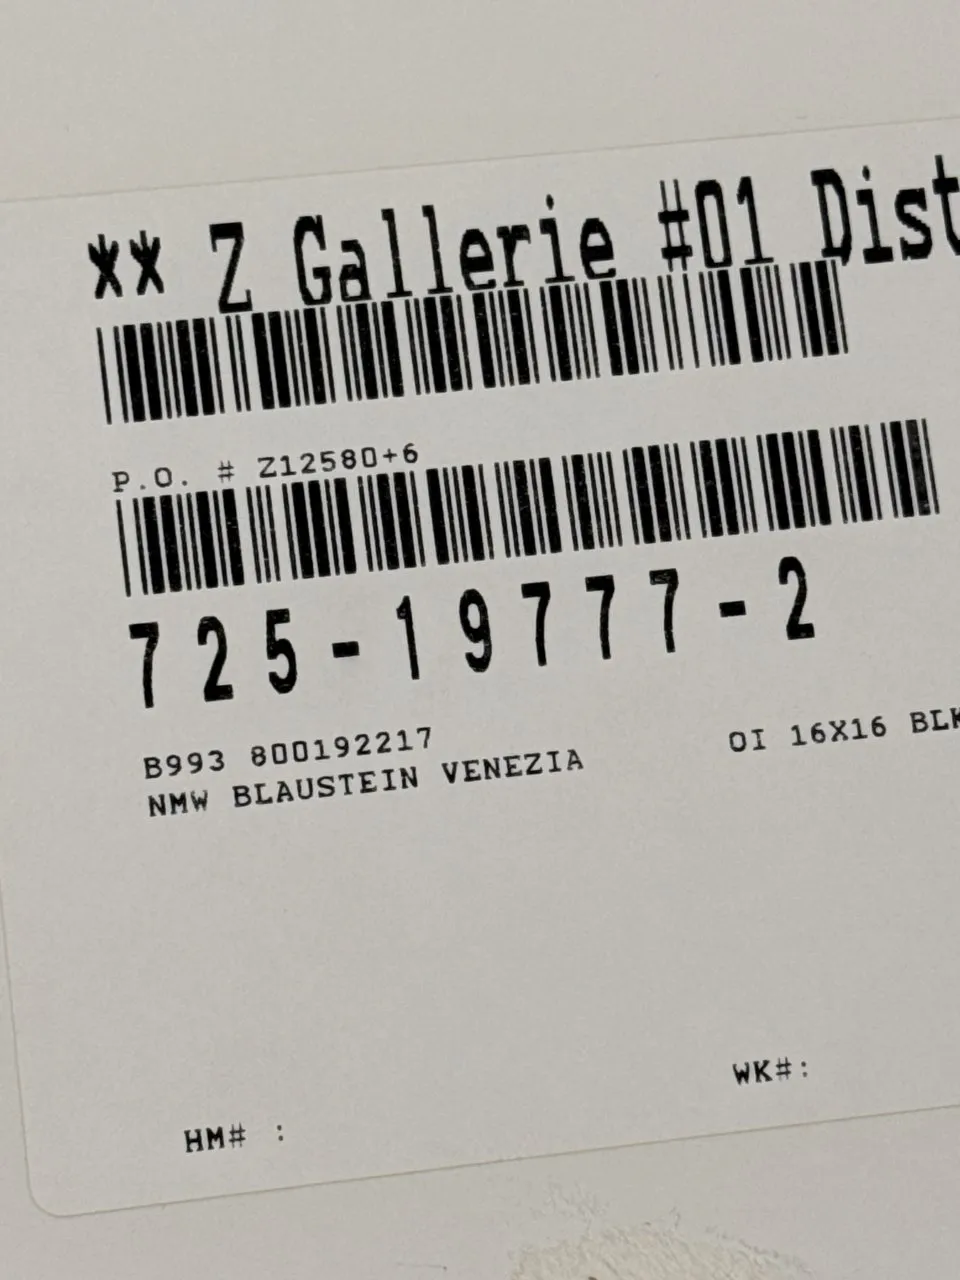 ** Z Gallerie #01 Dist
P.O. # Z12580+6
725-19777-2
B993 800192217
OI 16X16 BLK
NMW BLAUSTEIN VENEZIA
WK#:
HM# :